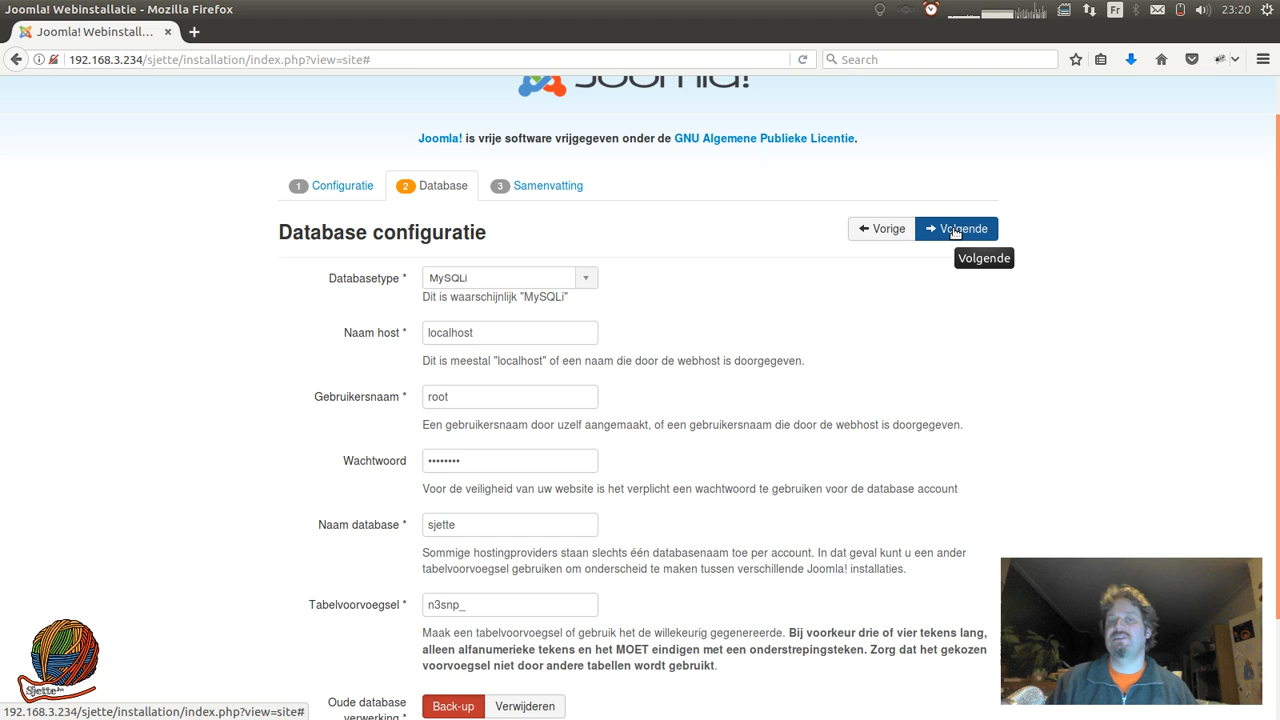 Joomla! Webinstallatie - Mozilla Firefox
Fr
23:20
Joomla! Webinstall... × +
192.168.3.234/sjette/installation/index.php?view=site#
Search
Joomla!
Joomla! is vrije software vrijgegeven onder de GNU Algemene Publieke Licentie.
1 Configuratie 2 Database 3 Samenvatting
Database configuratie
Vorige Volgende
Volgende
Databasetype * MySQLi
Dit is waarschijnlijk "MySQLi"
Naam host * localhost
Dit is meestal "localhost" of een naam die door de webhost is doorgegeven.
Gebruikersnaam * root
Een gebruikersnaam door uzelf aangemaakt, of een gebruikersnaam die door de webhost is doorgegeven.
Wachtwoord ••••••••
Voor de veiligheid van uw website is het verplicht een wachtwoord te gebruiken voor de database account
Naam database * sjette
Sommige hostingproviders staan slechts één databasenaam toe per account. In dat geval kunt u een ander
tabelvoorvoegsel gebruiken om onderscheid te maken tussen verschillende Joomla! installaties.
Tabelvoorvoegsel * n3snp_
Maak een tabelvoorvoegsel of gebruik het de willekeurig gegenereerde. Bij voorkeur drie of vier tekens lang,
alleen alfanumerieke tekens en het MOET eindigen met een onderstrepingsteken. Zorg dat het gekozen
voorvoegsel niet door andere tabellen wordt gebruikt.
Oude database
verwerking *
Back-up Verwijderen
Sjette
192.168.3.234/sjette/installation/index.php?view=site#